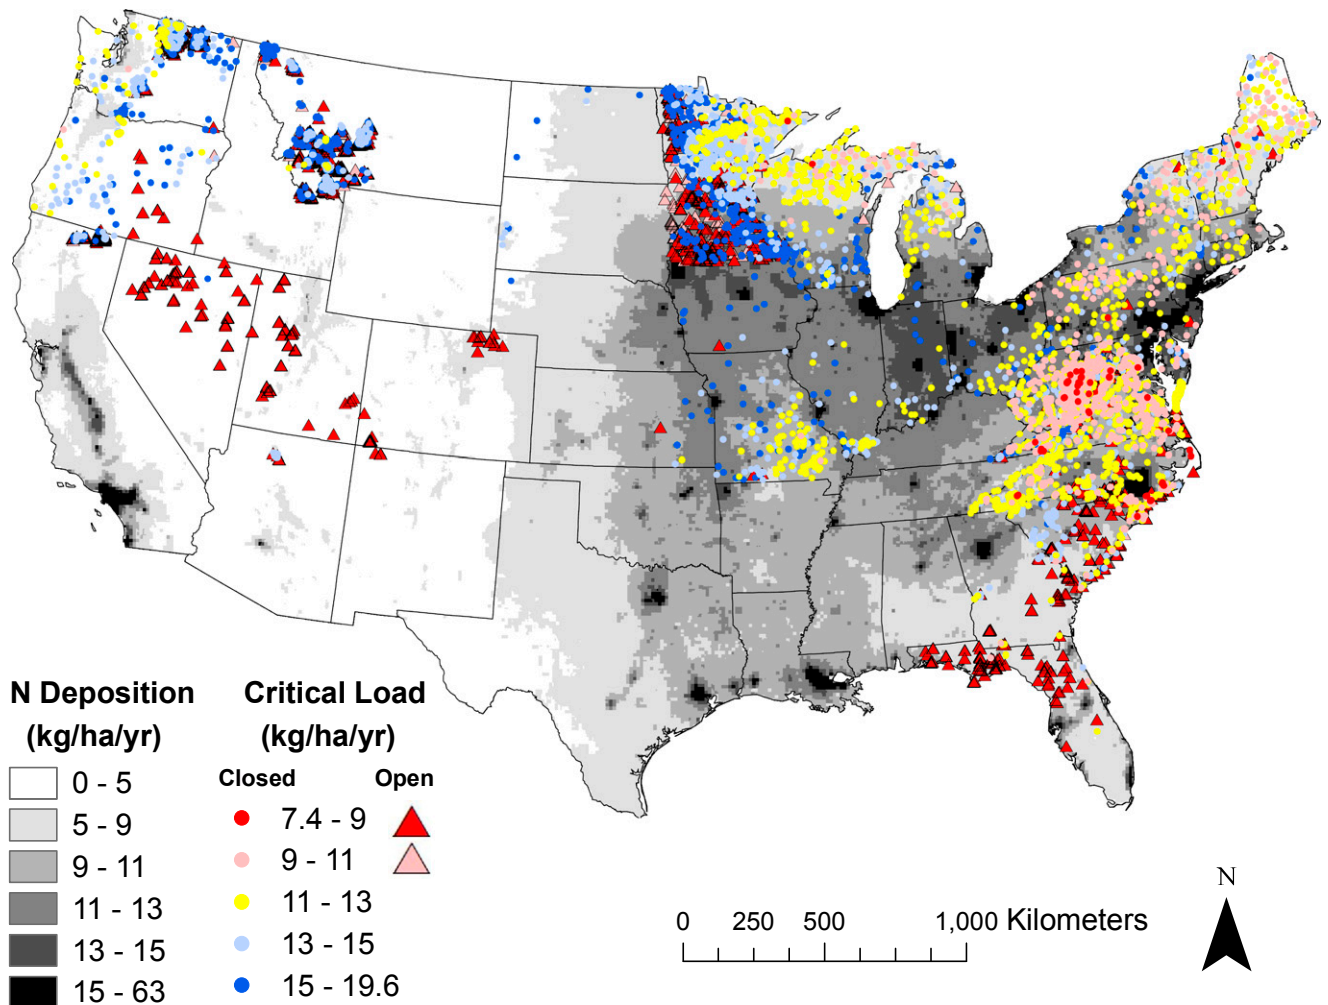 N Deposition
(kg/ha/yr)
0 - 5
5 - 9
9 - 11
11 - 13
13 - 15
15 - 63
Critical Load
(kg/ha/yr)
Closed Open
7.4 - 9
9 - 11
11 - 13
13 - 15
15 - 19.6
0 250 500 1,000 Kilometers
N